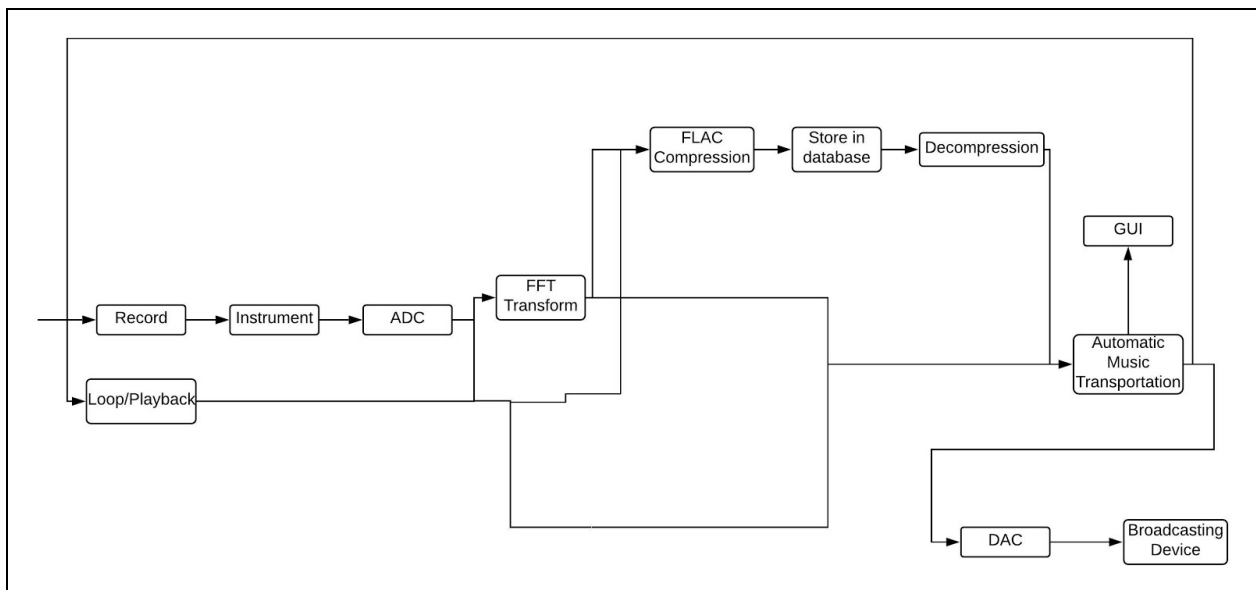 FLAC
Compression
Store in
database
Decompression
GUI
FFT
Transform
Record
Instrument
ADC
Automatic
Music
Transportation
Loop/Playback
DAC
Broadcasting
Device